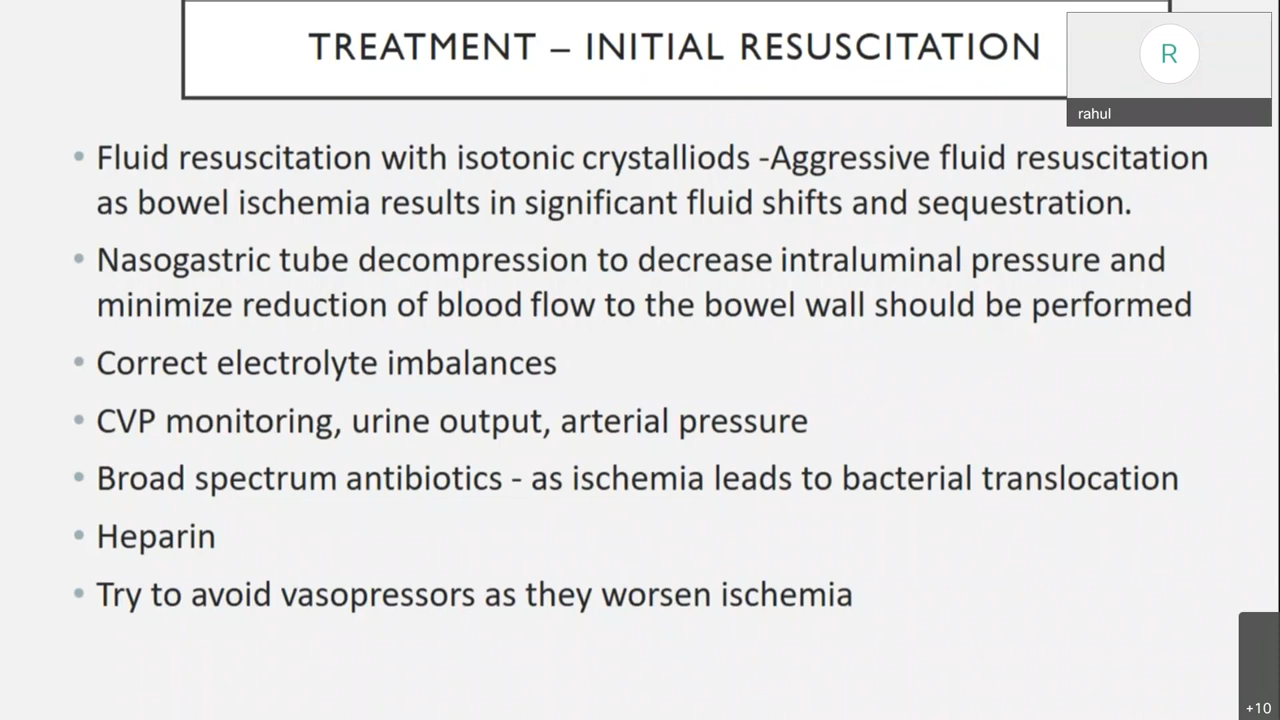 TREATMENT – INITIAL RESUSCITATION
R
rahul
• Fluid resuscitation with isotonic crystalliods -Aggressive fluid resuscitation
as bowel ischemia results in significant fluid shifts and sequestration.
• Nasogastric tube decompression to decrease intraluminal pressure and
minimize reduction of blood flow to the bowel wall should be performed
• Correct electrolyte imbalances
• CVP monitoring, urine output, arterial pressure
• Broad spectrum antibiotics - as ischemia leads to bacterial translocation
• Heparin
• Try to avoid vasopressors as they worsen ischemia
+10